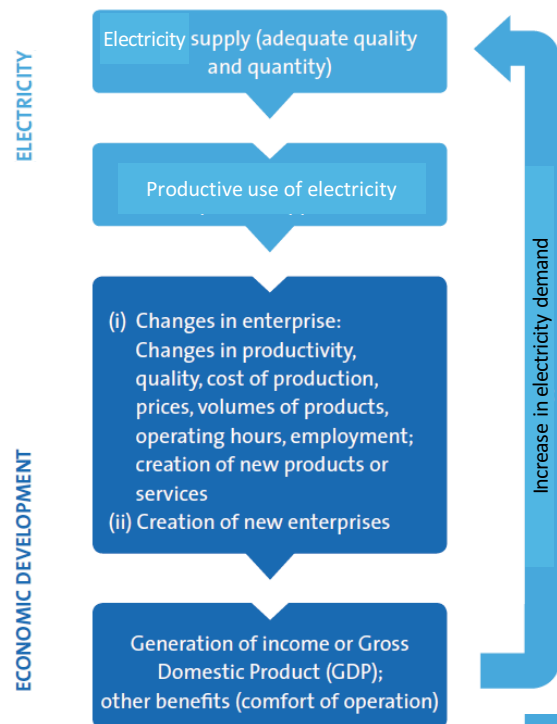 ELECTRICITY
Electricity supply (adequate quality
and quantity)
Productive use of electricity
ECONOMIC DEVELOPMENT
(i) Changes in enterprise:
Changes in productivity,
quality, cost of production,
prices, volumes of products,
operating hours, employment;
creation of new products or
services
(ii) Creation of new enterprises
Generation of income or Gross
Domestic Product (GDP);
other benefits (comfort of operation)
Increase in electricity demand